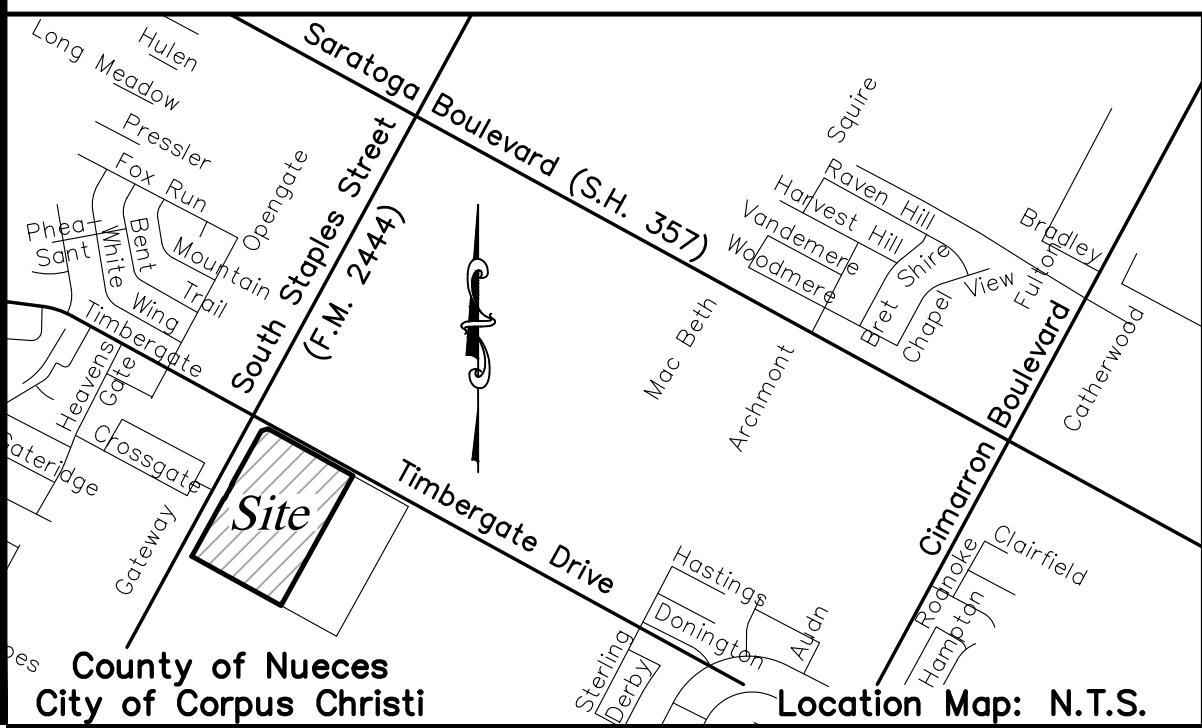 Saratoga Boulevard (S.H. 357)
Hulen
Long Meadow
Pressler
Fox Run
Opengate
South Staples Street
(F.M. 2444)
Phea-
Sant
White
Bent
Mountain
Trail
Wing
Timbergate
Heavens
Gate
Crossgate
Gateridge
Gateway
Site
Timbergate Drive
Squire
Raven Hill
Harvest Hill
Vandemere
Woodmere
Bret
Shire
Chapel
View
Fulton
Bradley
Mac Beth
Archmont
Cimarron Boulevard
Catherwood
Clairfield
Rodnoke
Hampton
Hastings
Donington
Audn
Sterling
Derby
County of Nueces
City of Corpus Christi
Location Map: N.T.S.